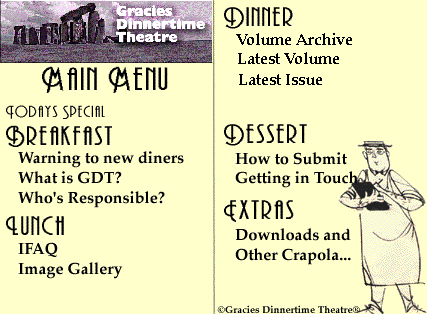 Gracies
Dinnertime
Theatre
Main Menu
Todays Special
Breakfast
Warning to new diners
What is GDT?
Who's Responsible?
Lunch
IFAQ
Image Gallery
Dinner
Volume Archive
Latest Volume
Latest Issue
Dessert
How to Submit
Getting in Touch
Extras
Downloads and
Other Crapola...
©Gracies Dinnertime Theatre®